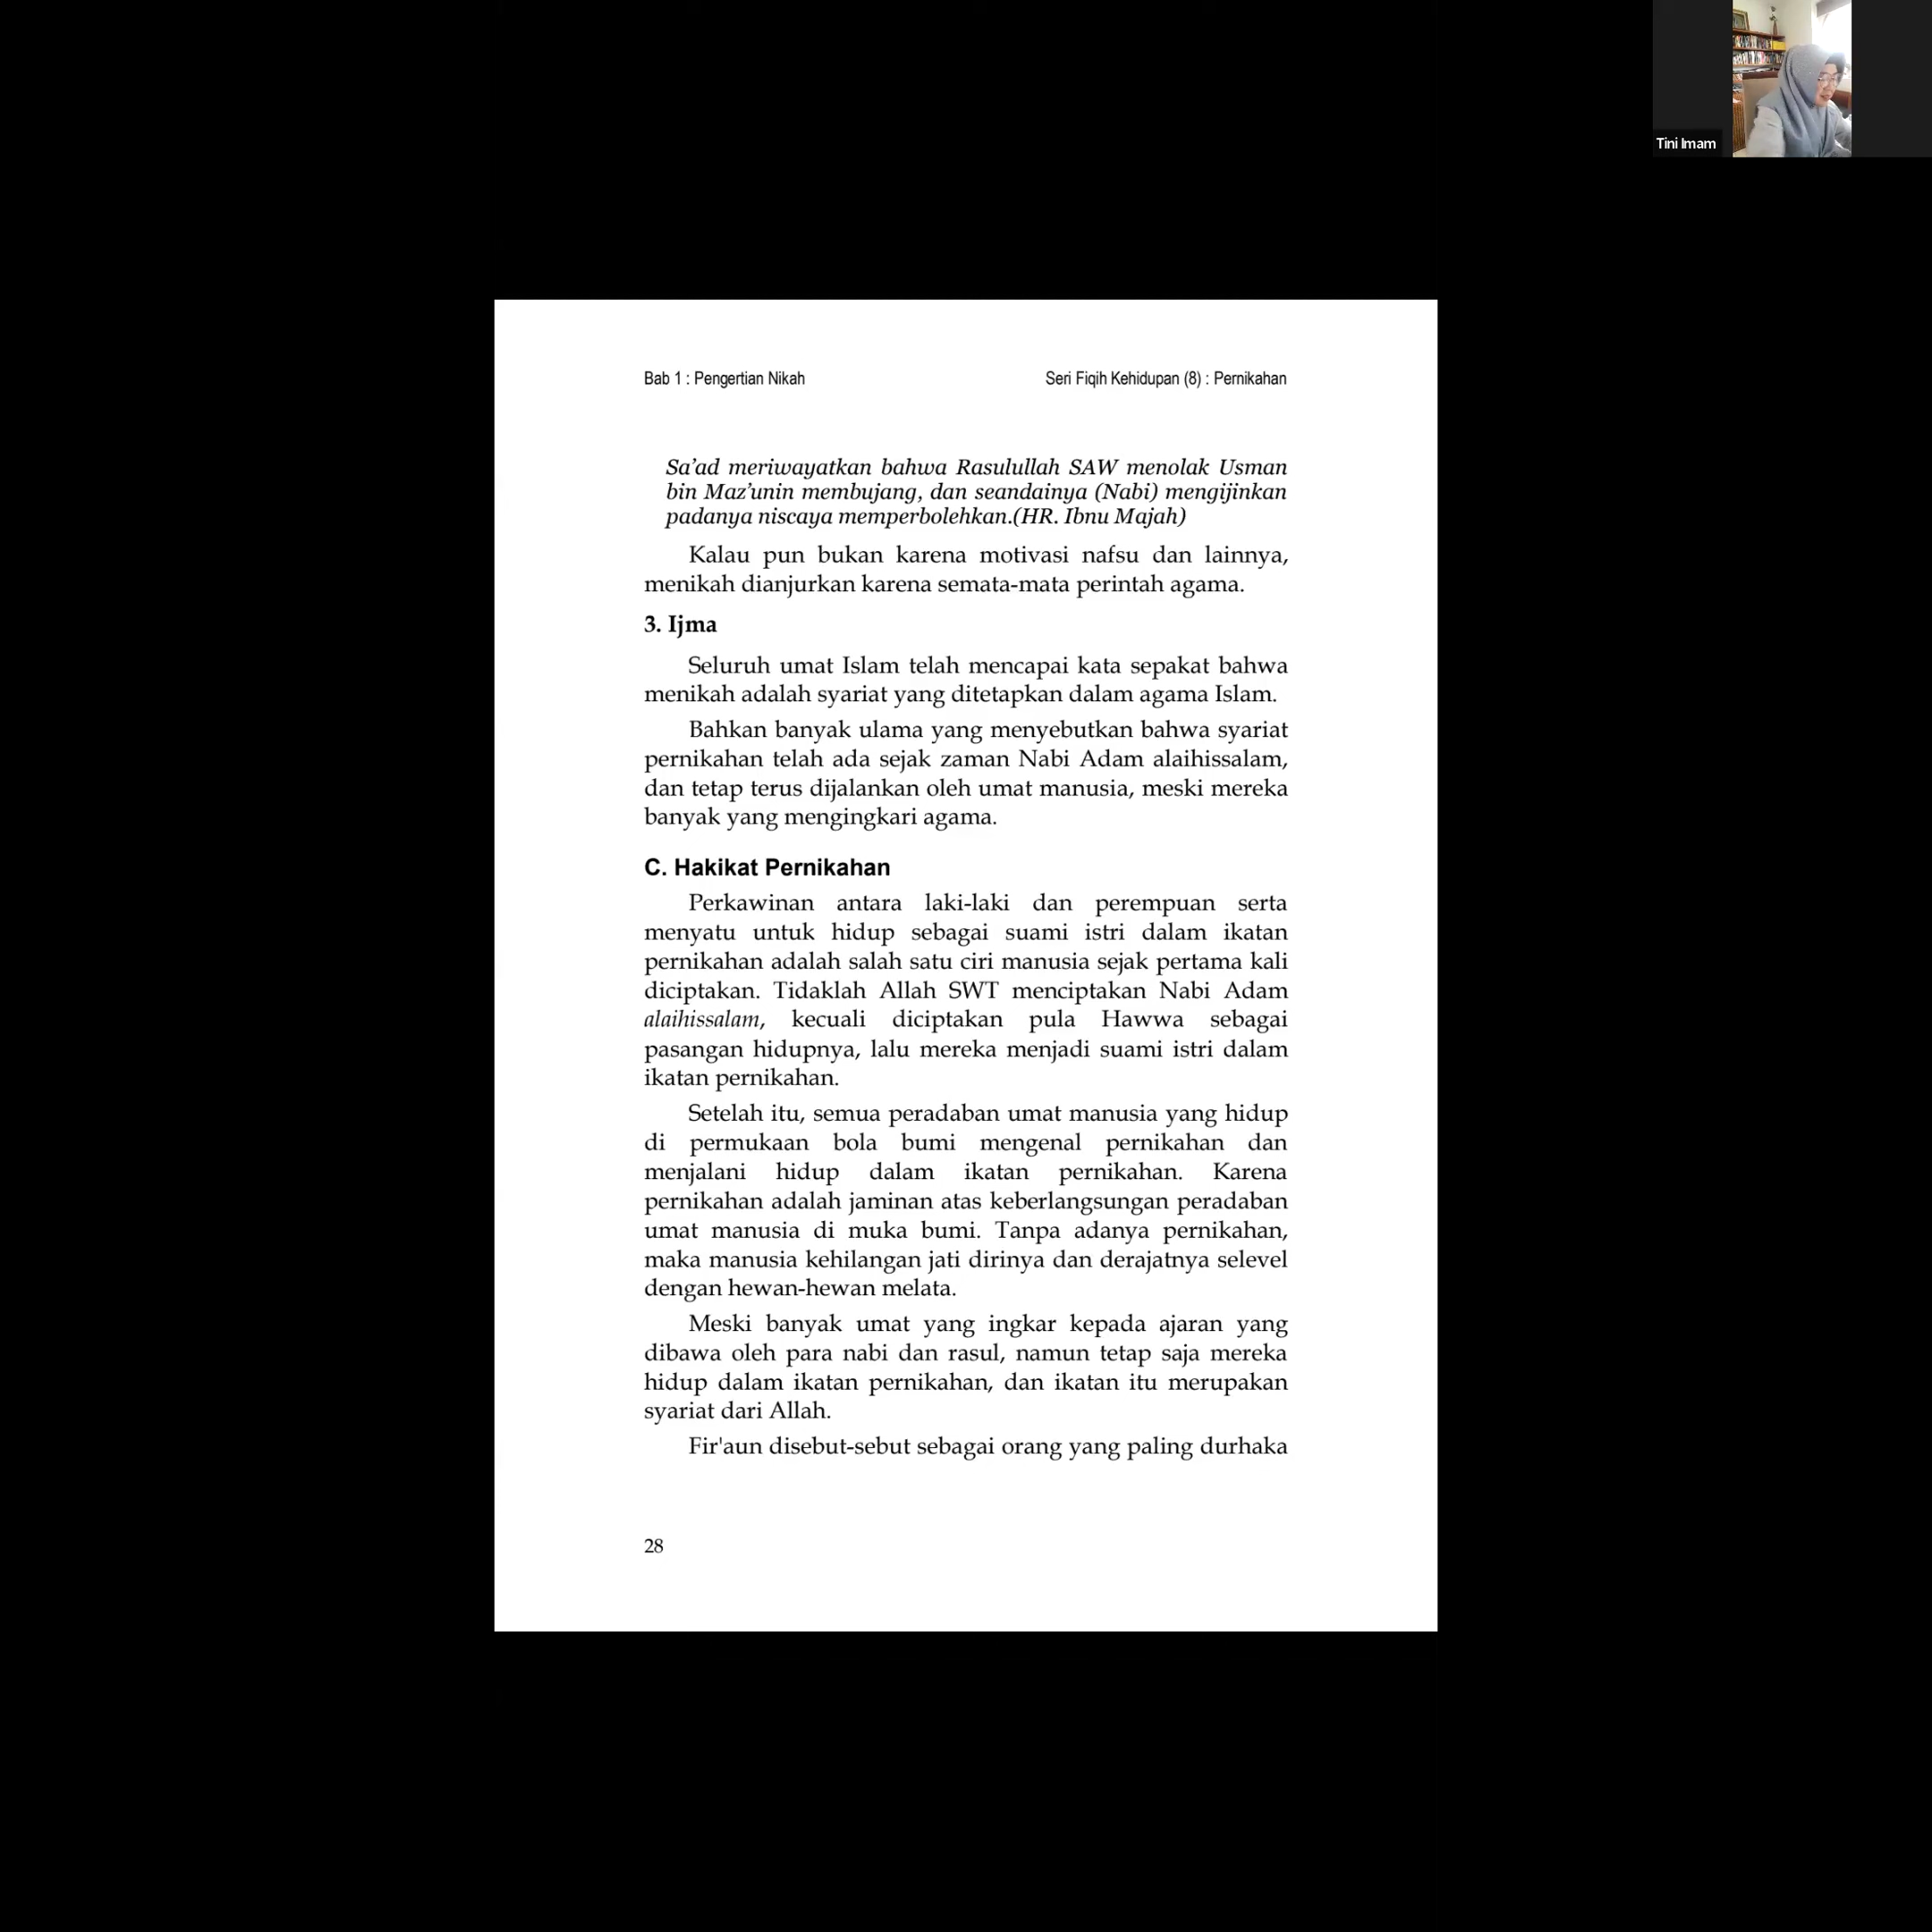 Tini Imam
Bab 1 : Pengertian Nikah
Seri Fiqih Kehidupan (8) : Pernikahan
Sa'ad meriwayatkan bahwa Rasulullah SAW menolak Usman
bin Maz'unin membujang, dan seandainya (Nabi) mengijinkan
padanya niscaya memperbolehkan.(HR. Ibnu Majah)
Kalau pun bukan karena motivasi nafsu dan lainnya,
menikah dianjurkan karena semata-mata perintah agama.
3. Ijma
Seluruh umat Islam telah mencapai kata sepakat bahwa
menikah adalah syariat yang ditetapkan dalam agama Islam.
Bahkan banyak ulama yang menyebutkan bahwa syariat
pernikahan telah ada sejak zaman Nabi Adam alaihissalam,
dan tetap terus dijalankan oleh umat manusia, meski mereka
banyak yang mengingkari agama.
C. Hakikat Pernikahan
Perkawinan antara laki-laki dan perempuan serta
menyatu untuk hidup sebagai suami istri dalam ikatan
pernikahan adalah salah satu ciri manusia sejak pertama kali
diciptakan. Tidaklah Allah SWT menciptakan Nabi Adam
alaihissalam, kecuali diciptakan pula Hawwa sebagai
pasangan hidupnya, lalu mereka menjadi suami istri dalam
ikatan pernikahan.
Setelah itu, semua peradaban umat manusia yang hidup
di permukaan bola bumi mengenal pernikahan dan
menjalani hidup dalam ikatan pernikahan. Karena
pernikahan adalah jaminan atas keberlangsungan peradaban
umat manusia di muka bumi. Tanpa adanya pernikahan,
maka manusia kehilangan jati dirinya dan derajatnya selevel
dengan hewan-hewan melata.
Meski banyak umat yang ingkar kepada ajaran yang
dibawa oleh para nabi dan rasul, namun tetap saja mereka
hidup dalam ikatan pernikahan, dan ikatan itu merupakan
syariat dari Allah.
Fir'aun disebut-sebut sebagai orang yang paling durhaka
28